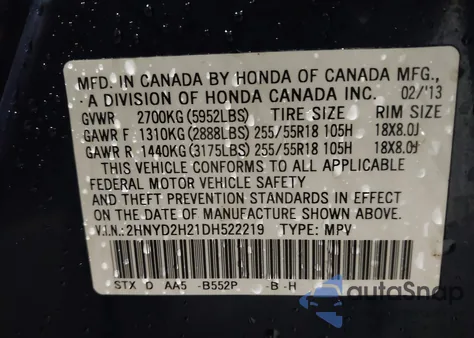 MFD. IN CANADA BY HONDA OF CANADA MFG.,
A DIVISION OF HONDA CANADA INC. 02/'13
GVWR 2700KG(5952LBS) TIRE SIZE RIM SIZE
GAWR F 1310KG(2888LBS) 255/55R18 105H 18X8.0J
GAWR R 1440KG(3175LBS) 255/55R18 105H 18X8.0J
THIS VEHICLE CONFORMS TO ALL APPLICABLE
FEDERAL MOTOR VEHICLE SAFETY
AND THEFT PREVENTION STANDARDS IN EFFECT ON
THE DATE OF MANUFACTURE SHOWN ABOVE.
V.I.N.: 2HNYD2H21DH522219 TYPE: MPV
STX O AA5 -B552P -B -H
autoSnap